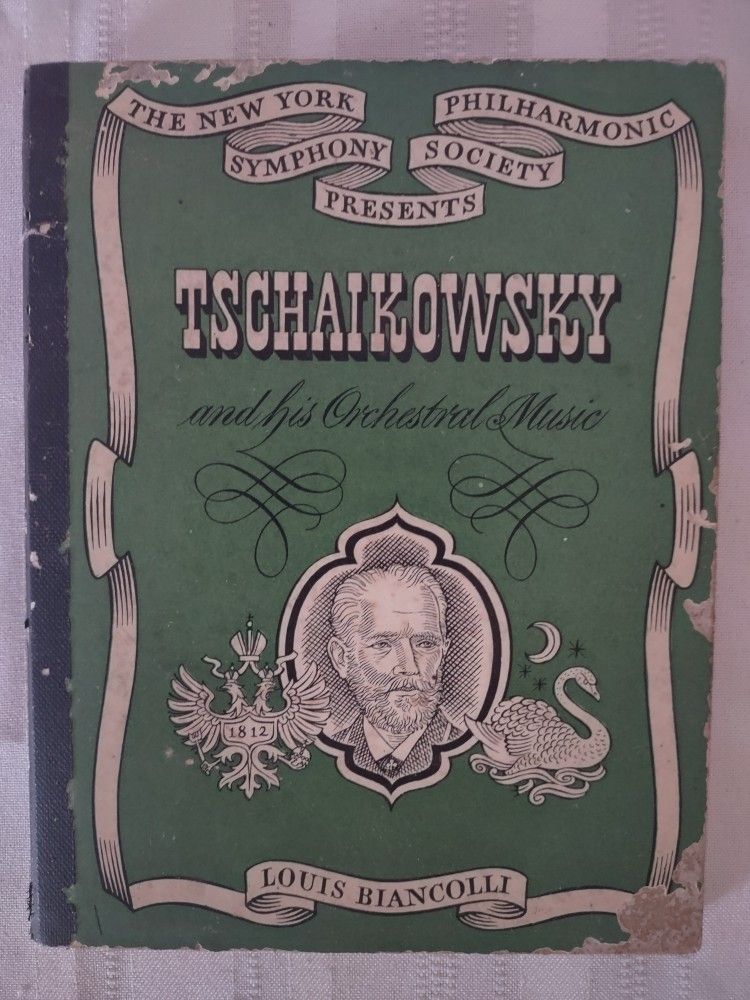 THE NEW YORK PHILHARMONIC
SYMPHONY SOCIETY
PRESENTS
TSCHAIKOWSKY
and his Orchestral Music
1812
LOUIS BIANCOLLI